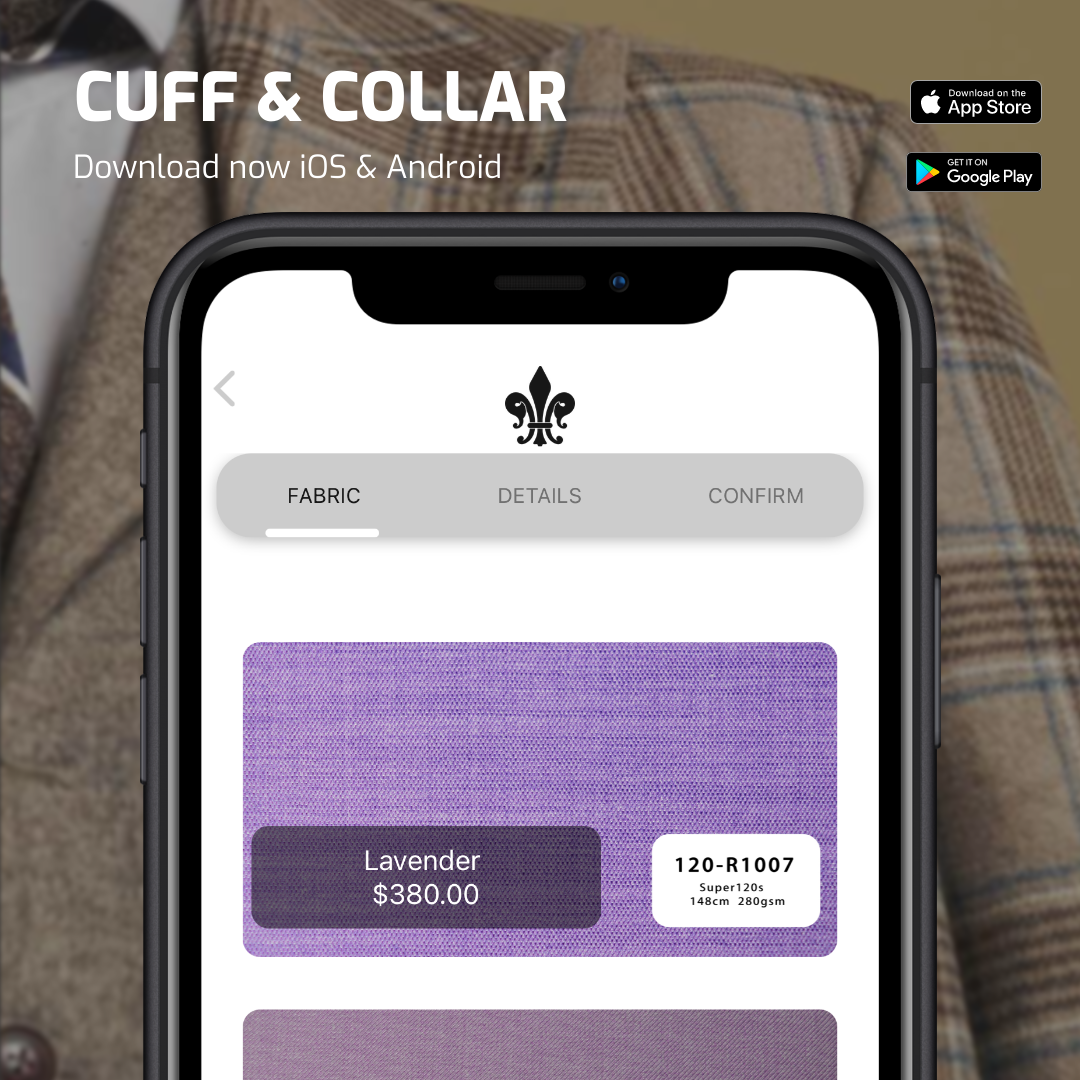 CUFF & COLLAR
Download now iOS & Android
Download on the
App Store
GET IT ON
Google Play
FABRIC
DETAILS
CONFIRM
Lavender
$380.00
120-R1007
Super120s
148cm 280gsm